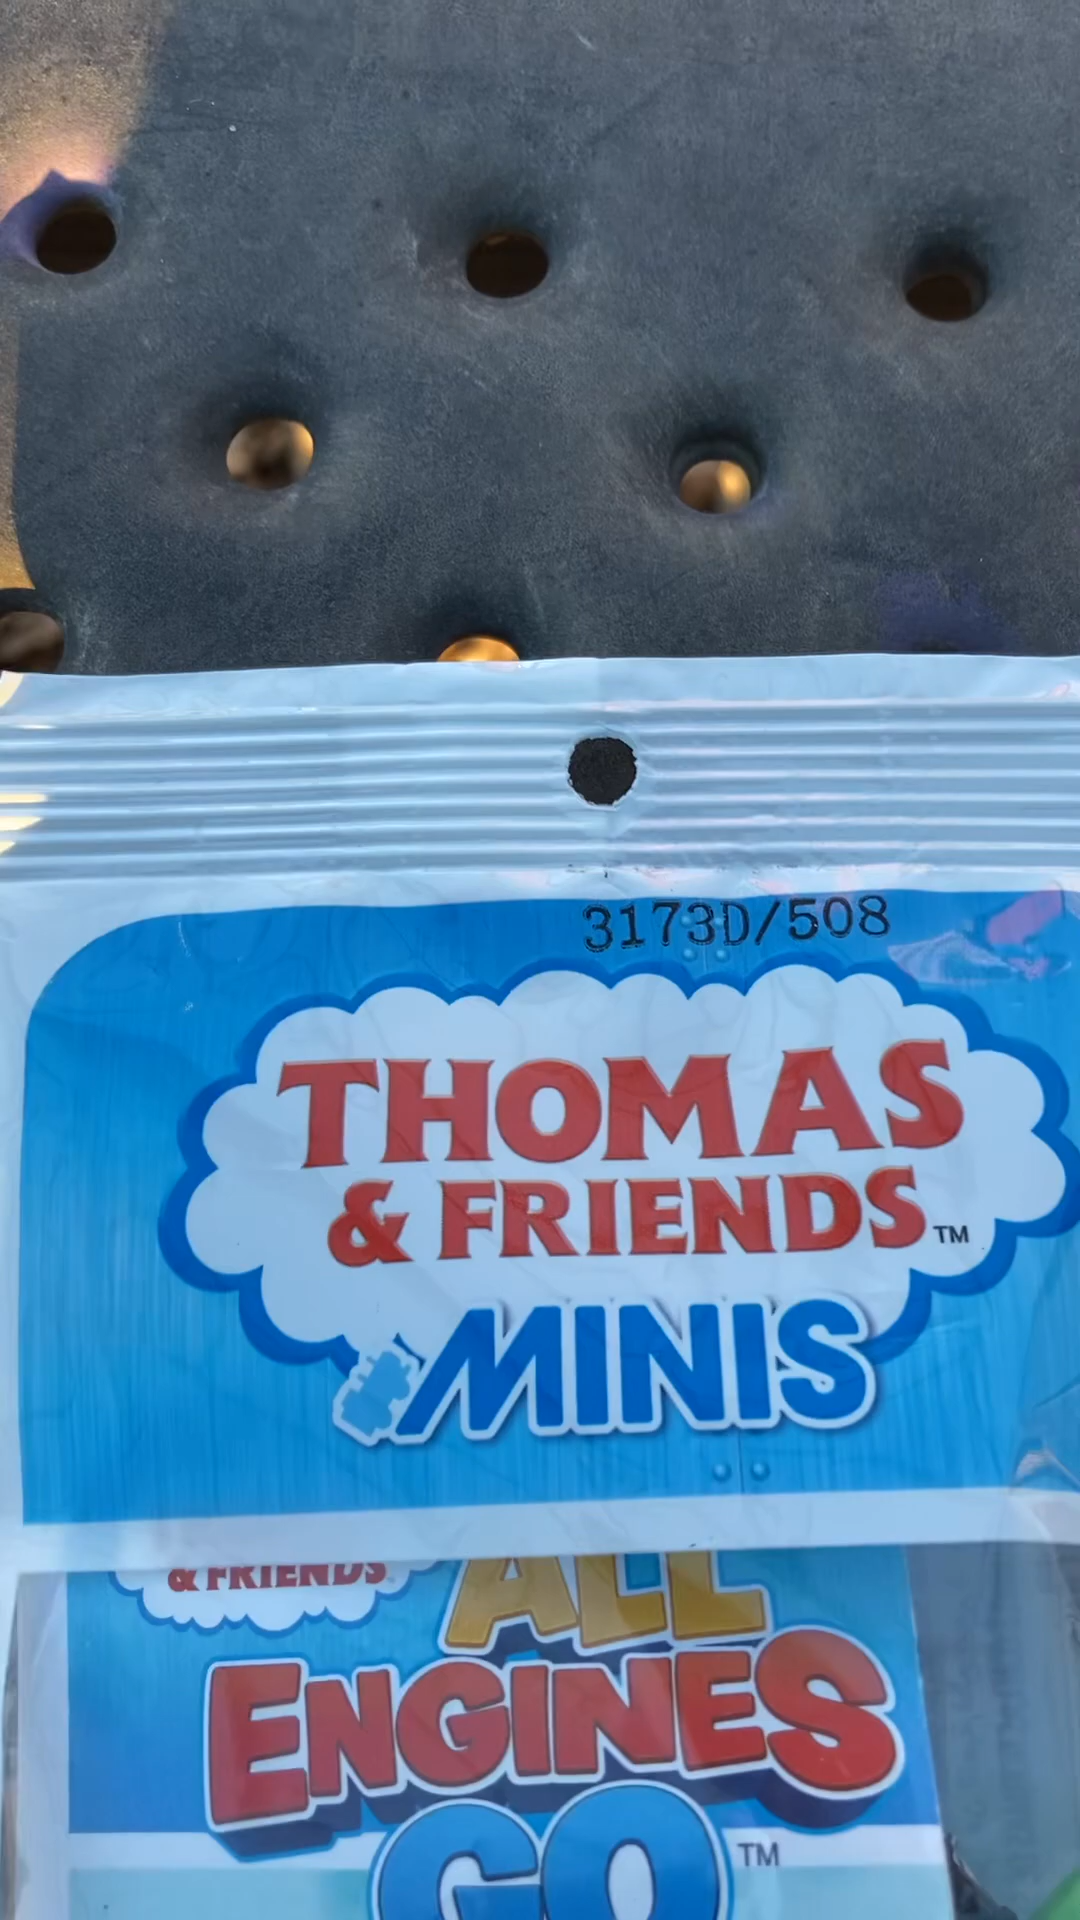 3173D/508
THOMAS
& FRIENDS™
MINIS
& FRIENDS
ALL
ENGINES
GO™